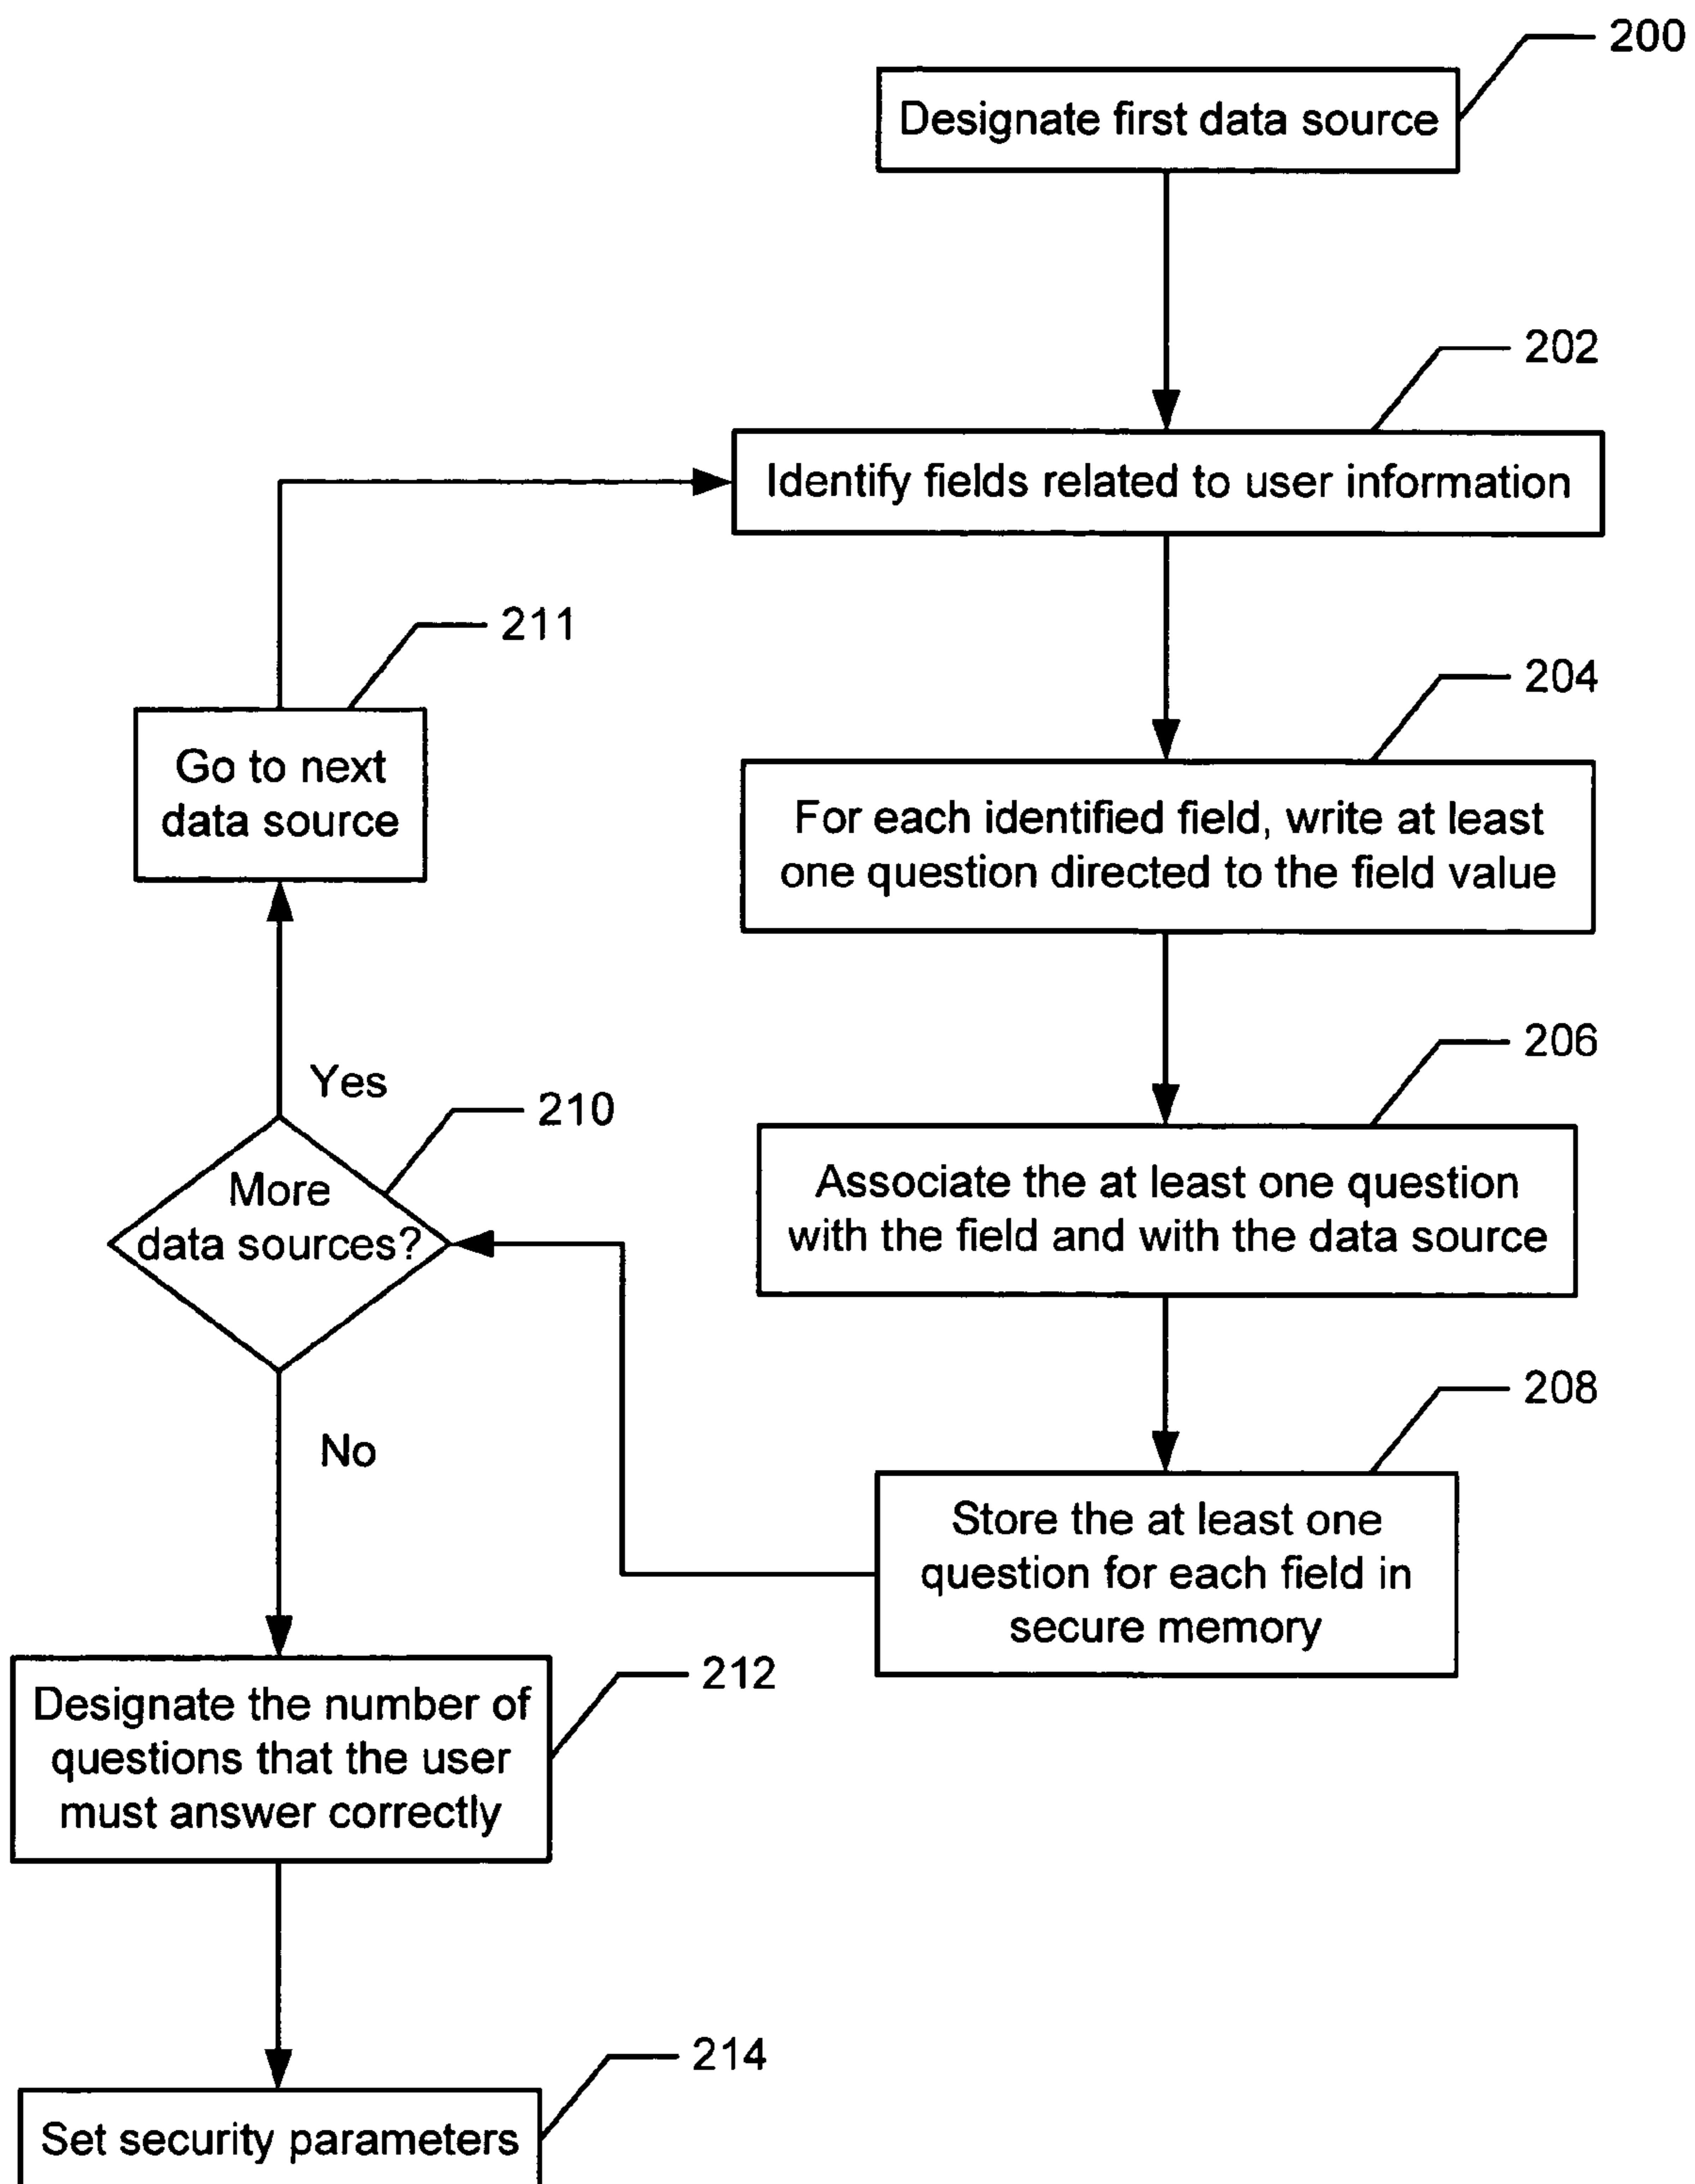 200
Designate first data source
202
Identify fields related to user information
211
204
Go to next
data source
For each identified field, write at least
one question directed to the field value
206
Yes
210
More
data sources?
Associate the at least one question
with the field and with the data source
208
No
Store the at least one
question for each field in
secure memory
212
Designate the number of
questions that the user
must answer correctly
214
Set security parameters